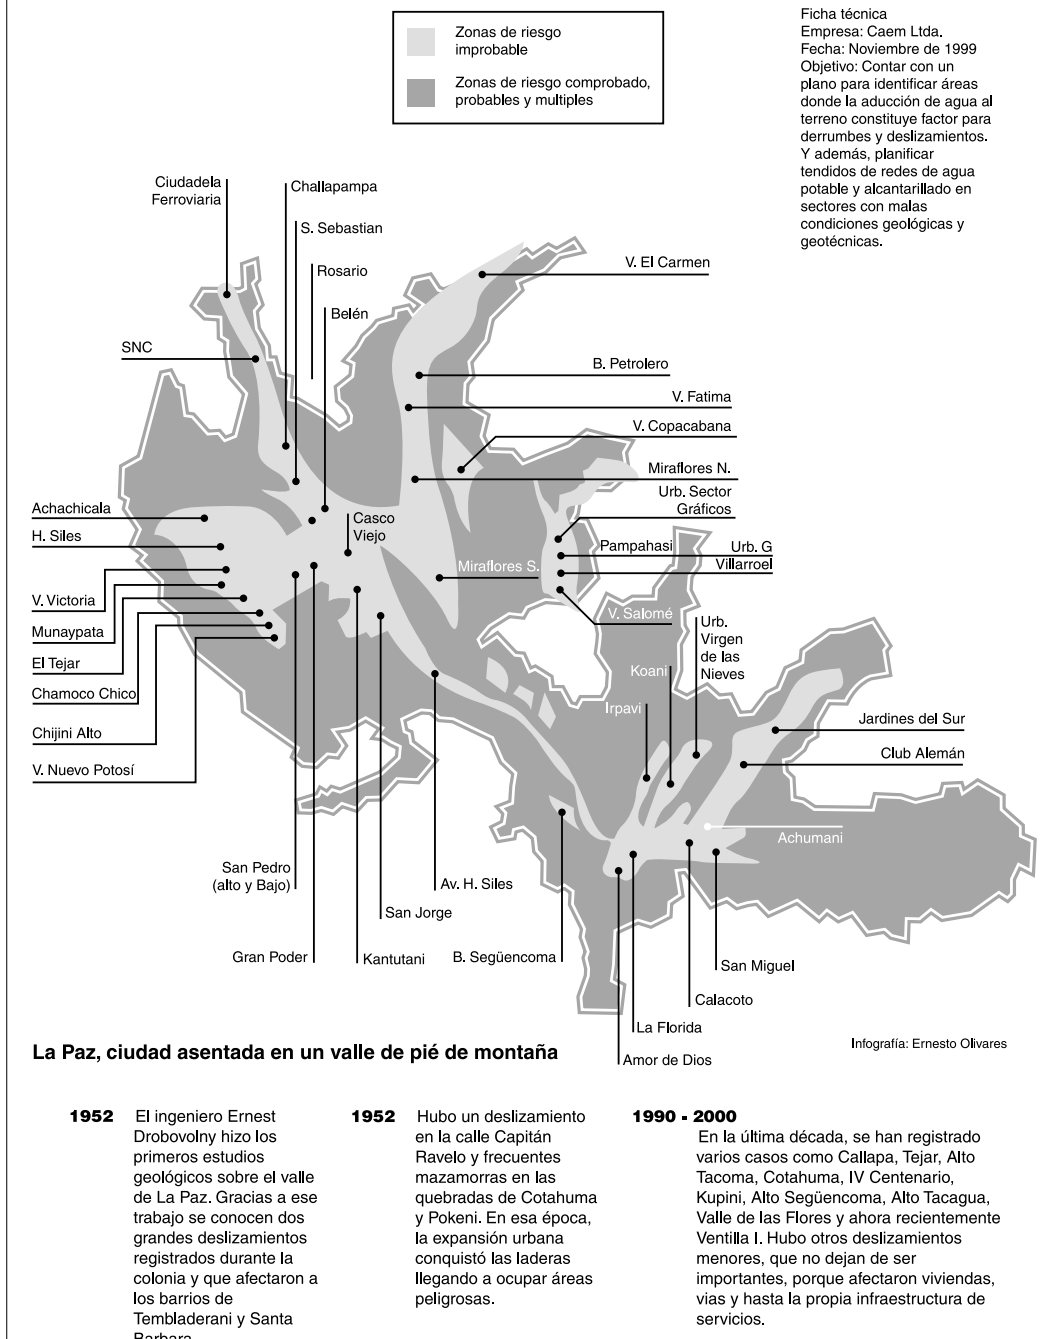 Zonas de riesgo
improbable
Zonas de riesgo comprobado,
probables y multiples
Ficha técnica
Empresa: Caem Ltda.
Fecha: Noviembre de 1999
Objetivo: Contar con un
plano para identificar áreas
donde la aducción de agua al
terreno constituye factor para
derrumbes y deslizamientos.
Y además, planificar
tendidos de redes de agua
potable y alcantarillado en
sectores con malas
condiciones geológicas y
geotécnicas.
Ciudadela
Ferroviaria
Challapampa
S. Sebastian
Rosario
Belén
SNC
V. El Carmen
B. Petrolero
V. Fatima
V. Copacabana
Miraflores N.
Urb. Sector
Gráficos
Pampahasi
Urb. G
Villarroel
Achachicala
H. Siles
Casco
Viejo
Miraflores S.
V. Victoria
Munaypata
El Tejar
Chamoco Chico
Chijini Alto
V. Nuevo Potosí
V. Salomé
Urb.
Virgen
de las
Nieves
Koani
Irpavi
Jardines del Sur
Club Alemán
Achumani
San Pedro
(alto y Bajo)
Av. H. Siles
San Jorge
Gran Poder
Kantutani
B. Següencoma
San Miguel
Calacoto
La Florida
Amor de Dios
La Paz, ciudad asentada en un valle de pié de montaña
Infografía: Ernesto Olivares
1952
El ingeniero Ernest
Drobovolny hizo los
primeros estudios
geológicos sobre el valle
de La Paz. Gracias a ese
trabajo se conocen dos
grandes deslizamientos
registrados durante la
colonia y que afectaron a
los barrios de
Tembladerani y Santa
Barbara
1952
Hubo un deslizamiento
en la calle Capitán
Ravelo y frecuentes
mazamorras en las
quebradas de Cotahuma
y Pokeni. En esa época,
la expansión urbana
conquistó las laderas
llegando a ocupar áreas
peligrosas.
1990 - 2000
En la última década, se han registrado
varios casos como Callapa, Tejar, Alto
Tacoma, Cotahuma, IV Centenario,
Kupini, Alto Següencoma, Alto Tacagua,
Valle de las Flores y ahora recientemente
Ventilla I. Hubo otros deslizamientos
menores, que no dejan de ser
importantes, porque afectaron viviendas,
vias y hasta la propia infraestructura de
servicios.